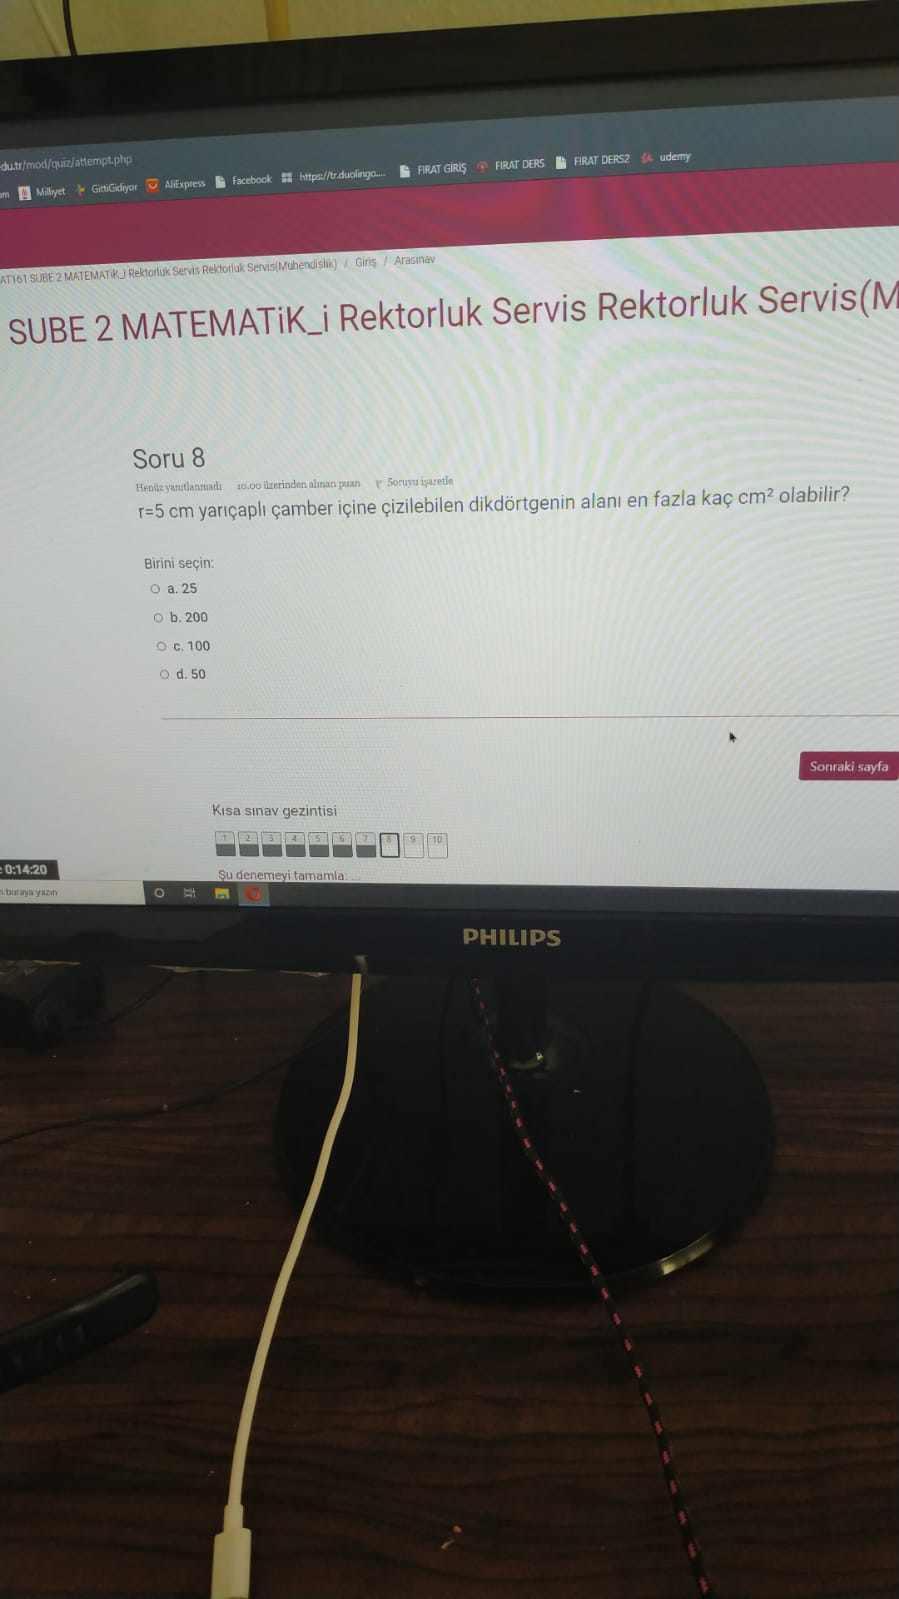 du.tr/mod/quiz/attempt.php
om Milliyet GittiGidiyor AliExpress Facebook https://tr.duolingo.... FIRAT GİRİŞ FIRAT DERS FIRAT DERS2 udemy
AT161 SUBE 2 MATEMATiK_i Rektorluk Servis Rektorluk Servis(Muhendislik) / Giriş / Arasınav
SUBE 2 MATEMATiK_i Rektorluk Servis Rektorluk Servis(M
Soru 8
Henüz yanıtlanmadı 10,00 üzerinden alınan puan Soruyu işaretle
r=5 cm yarıçaplı çamber içine çizilebilen dikdörtgenin alanı en fazla kaç cm² olabilir?
Birini seçin:
a. 25
b. 200
c. 100
d. 50
Sonraki sayfa
Kısa sınav gezintisi
1 2 3 4 5 6 7 8 9 10
Şu denemeyi tamamla: ...
0:14:20
buraya yazın
PHILIPS